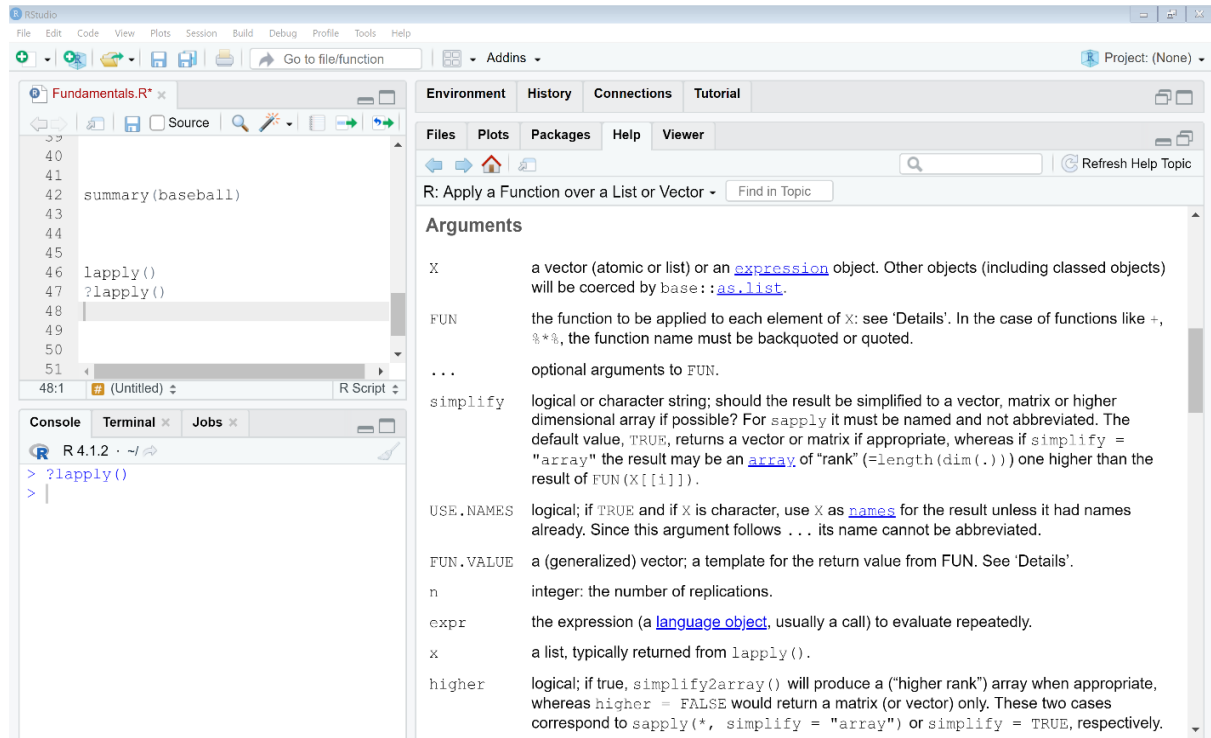 RStudio
File Edit Code View Plots Session Build Debug Profile Tools Help
Go to file/function Addins Project: (None)
Fundamentals.R*
Source
39
40
41
42 summary(baseball)
43
44
45
46 lapply()
47 ?lapply()
48
49
50
51
48:1 # (Untitled) R Script
Console Terminal Jobs
R R 4.1.2 · ~/
> ?lapply()
>
Environment History Connections Tutorial
Files Plots Packages Help Viewer
Refresh Help Topic
R: Apply a Function over a List or Vector Find in Topic
Arguments
X a vector (atomic or list) or an expression object. Other objects (including classed objects)
will be coerced by base::as.list.
FUN the function to be applied to each element of X: see ‘Details’. In the case of functions like +,
%*%, the function name must be backquoted or quoted.
... optional arguments to FUN.
simplify logical or character string; should the result be simplified to a vector, matrix or higher
dimensional array if possible? For sapply it must be named and not abbreviated. The
default value, TRUE, returns a vector or matrix if appropriate, whereas if simplify =
"array" the result may be an array of “rank” (=length(dim(.))) one higher than the
result of FUN(X[[i]]).
USE.NAMES logical; if TRUE and if X is character, use X as names for the result unless it had names
already. Since this argument follows ... its name cannot be abbreviated.
FUN.VALUE a (generalized) vector; a template for the return value from FUN. See ‘Details’.
n integer: the number of replications.
expr the expression (a language object, usually a call) to evaluate repeatedly.
x a list, typically returned from lapply().
higher logical; if true, simplify2array() will produce a (“higher rank”) array when appropriate,
whereas higher = FALSE would return a matrix (or vector) only. These two cases
correspond to sapply(*, simplify = "array") or simplify = TRUE, respectively.